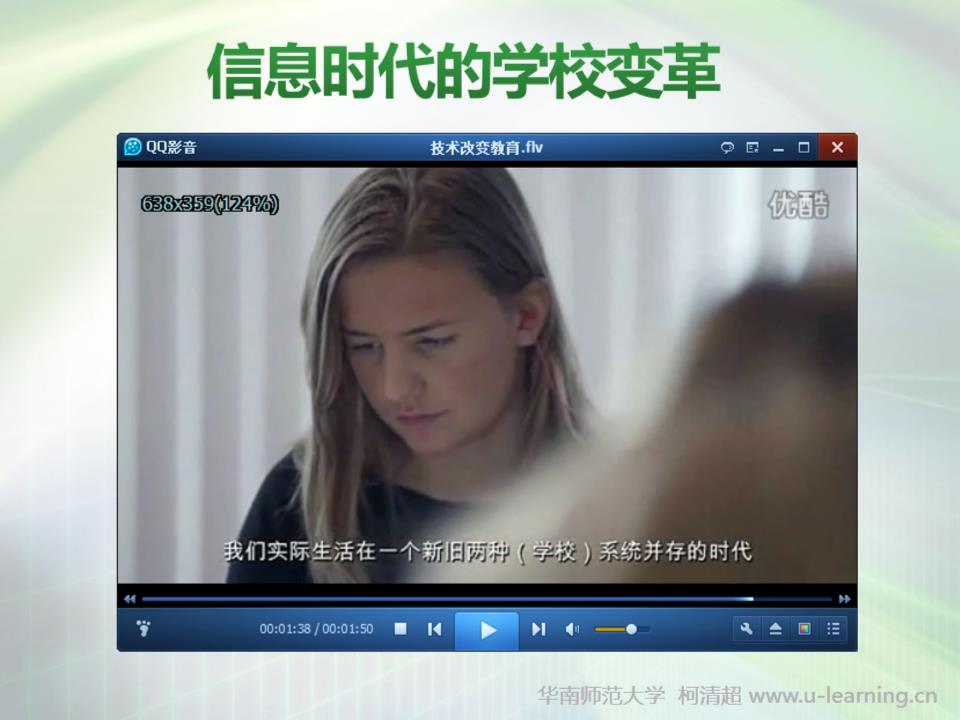 信息时代的学校变革
QQ影音
技术改变教育.flv
638x359(124%)
优酷
我们实际生活在一个新旧两种（学校）系统并存的时代
00:01:38 / 00:01:50
华南师范大学 柯清超 www.u-learning.cn